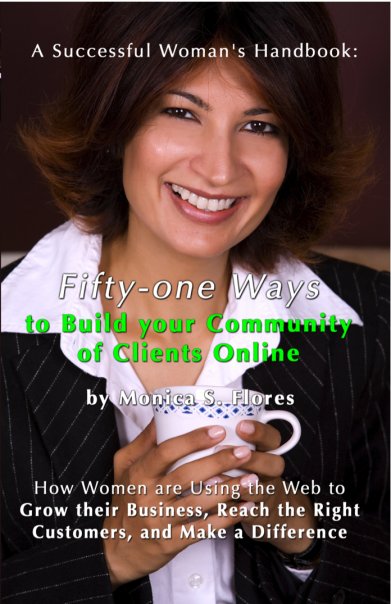 A Successful Woman's Handbook:
Fifty-one Ways
to Build your Community
of Clients Online
by Monica S. Flores
How Women are Using the Web to
Grow their Business, Reach the Right
Customers, and Make a Difference